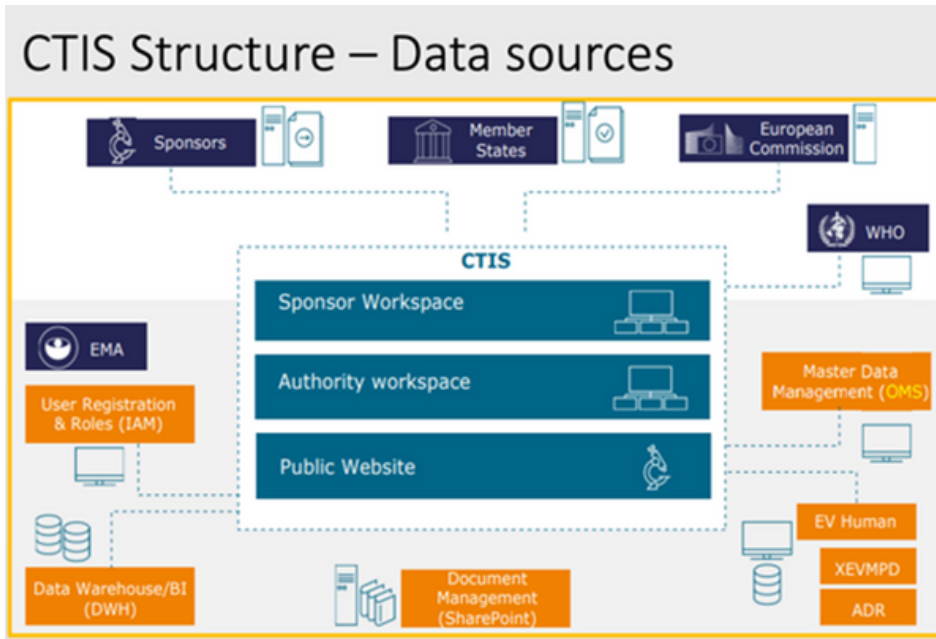 CTIS Structure – Data sources
Sponsors
Member
States
European
Commission
WHO
CTIS
Sponsor Workspace
EMA
Authority workspace
User Registration
& Roles (IAM)
Master Data
Management (OMS)
Public Website
EV Human
XEVMPD
ADR
Data Warehouse/BI
(DWH)
Document
Management
(SharePoint)